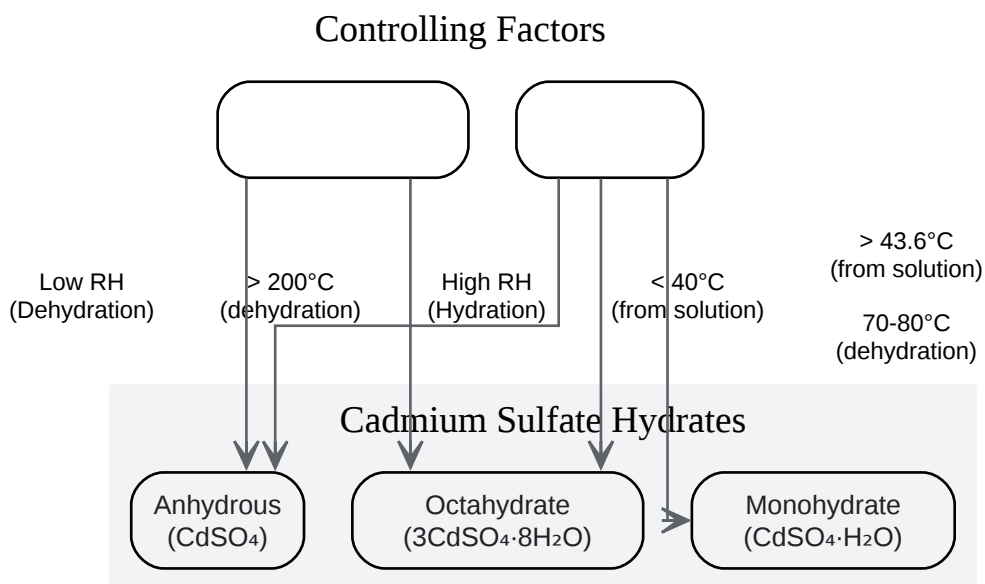 Controlling Factors
> 43.6°C
(from solution)
Low RH
(Dehydration)
> 200°C
(dehydration)
High RH
(Hydration)
< 40°C
(from solution)
70-80°C
(dehydration)
Cadmium Sulfate Hydrates
Anhydrous
(CdSO₄)
Octahydrate
(3CdSO₄·8H₂O)
Monohydrate
(CdSO₄·H₂O)